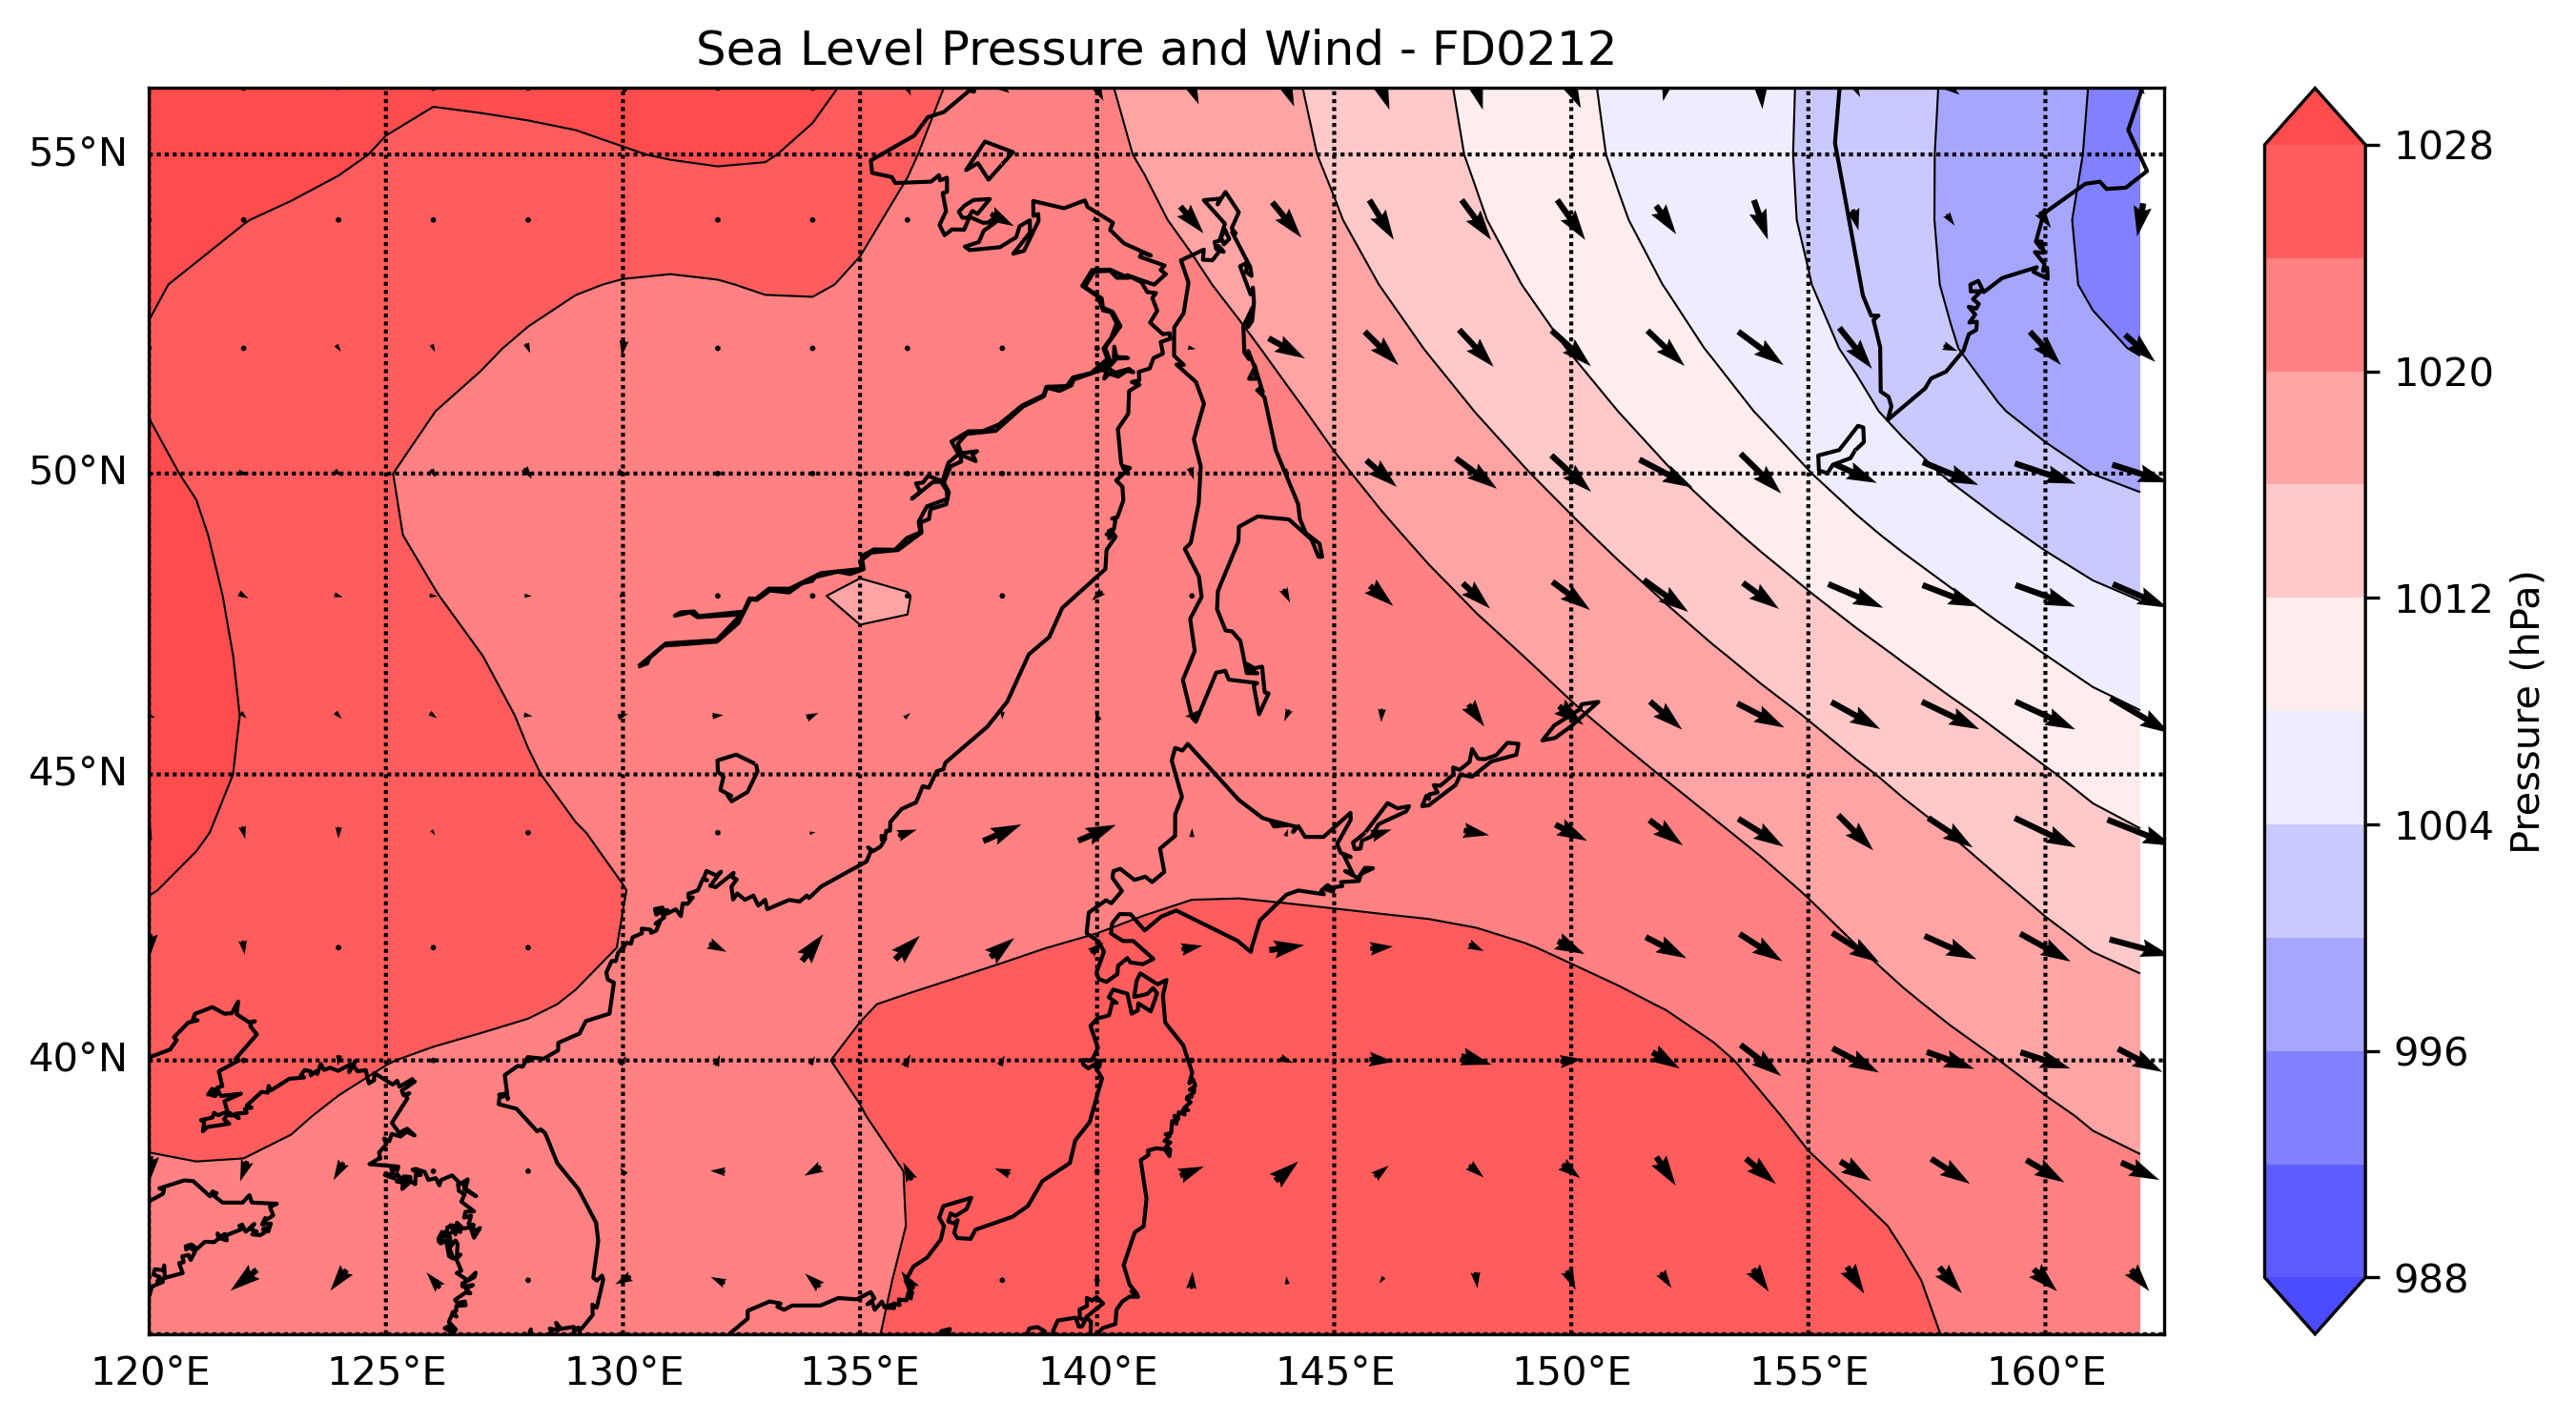 Sea Level Pressure and Wind - FD0212
55°N
50°N
45°N
40°N
120°E 125°E 130°E 135°E 140°E 145°E 150°E 155°E 160°E
1028
1020
1012
1004
996
988
Pressure (hPa)